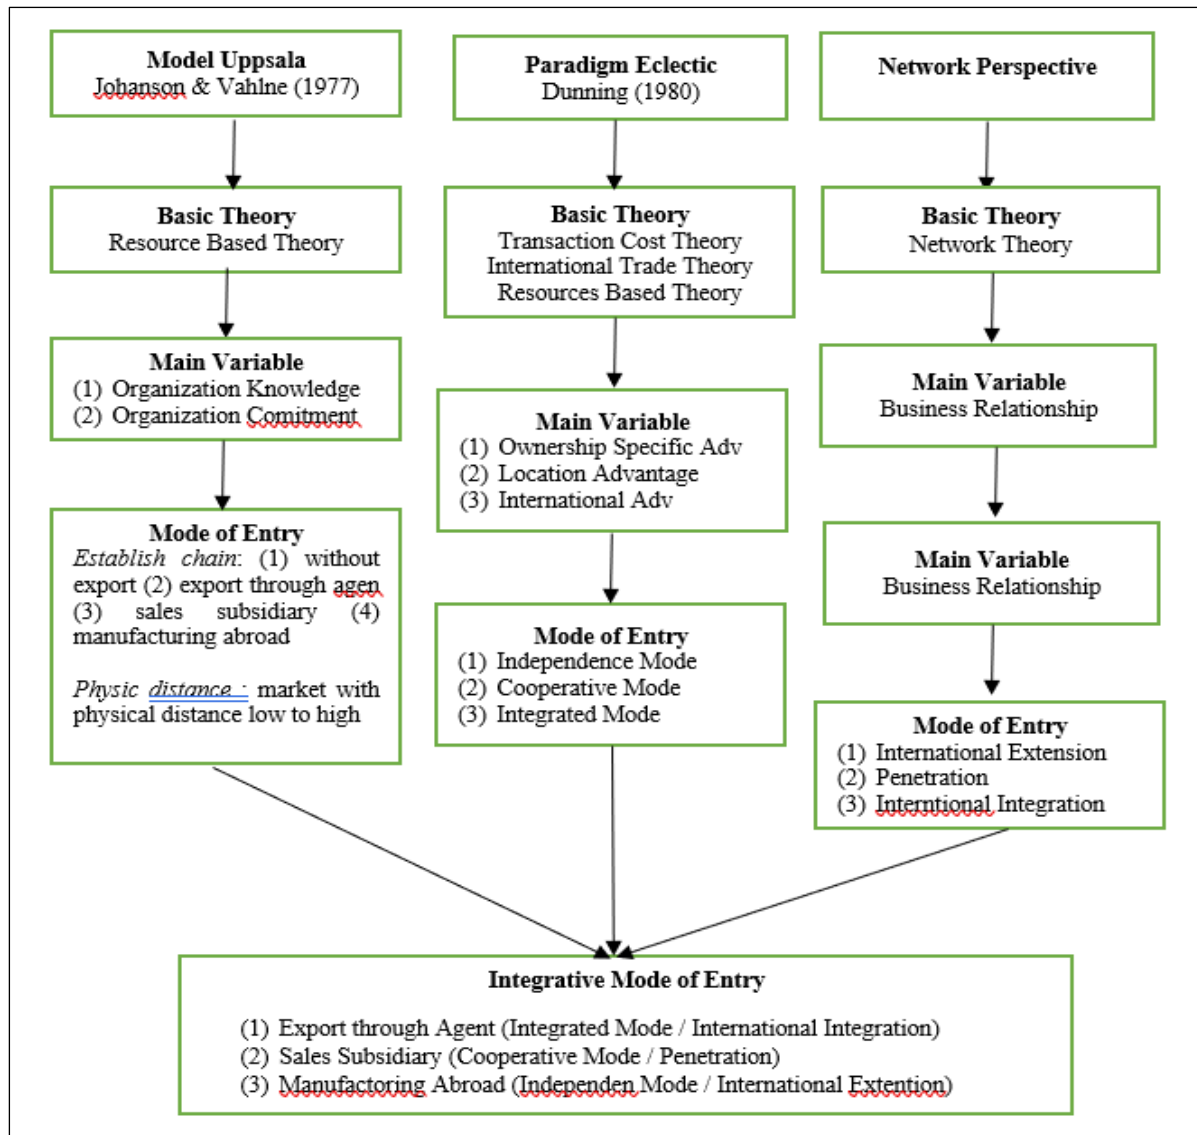 Model Uppsala
Johanson & Vahlne (1977)
Basic Theory
Resource Based Theory
Main Variable
(1) Organization Knowledge
(2) Organization Comitment
Mode of Entry
Establish chain: (1) without
export (2) export through agen
(3) sales subsidiary (4)
manufacturing abroad
Physic distance : market with
physical distance low to high
Paradigm Eclectic
Dunning (1980)
Basic Theory
Transaction Cost Theory
International Trade Theory
Resources Based Theory
Main Variable
(1) Ownership Specific Adv
(2) Location Advantage
(3) International Adv
Mode of Entry
(1) Independence Mode
(2) Cooperative Mode
(3) Integrated Mode
Network Perspective
Basic Theory
Network Theory
Main Variable
Business Relationship
Main Variable
Business Relationship
Mode of Entry
(1) International Extension
(2) Penetration
(3) Interntional Integration
Integrative Mode of Entry
(1) Export through Agent (Integrated Mode / International Integration)
(2) Sales Subsidiary (Cooperative Mode / Penetration)
(3) Manufactoring Abroad (Independen Mode / International Extention)